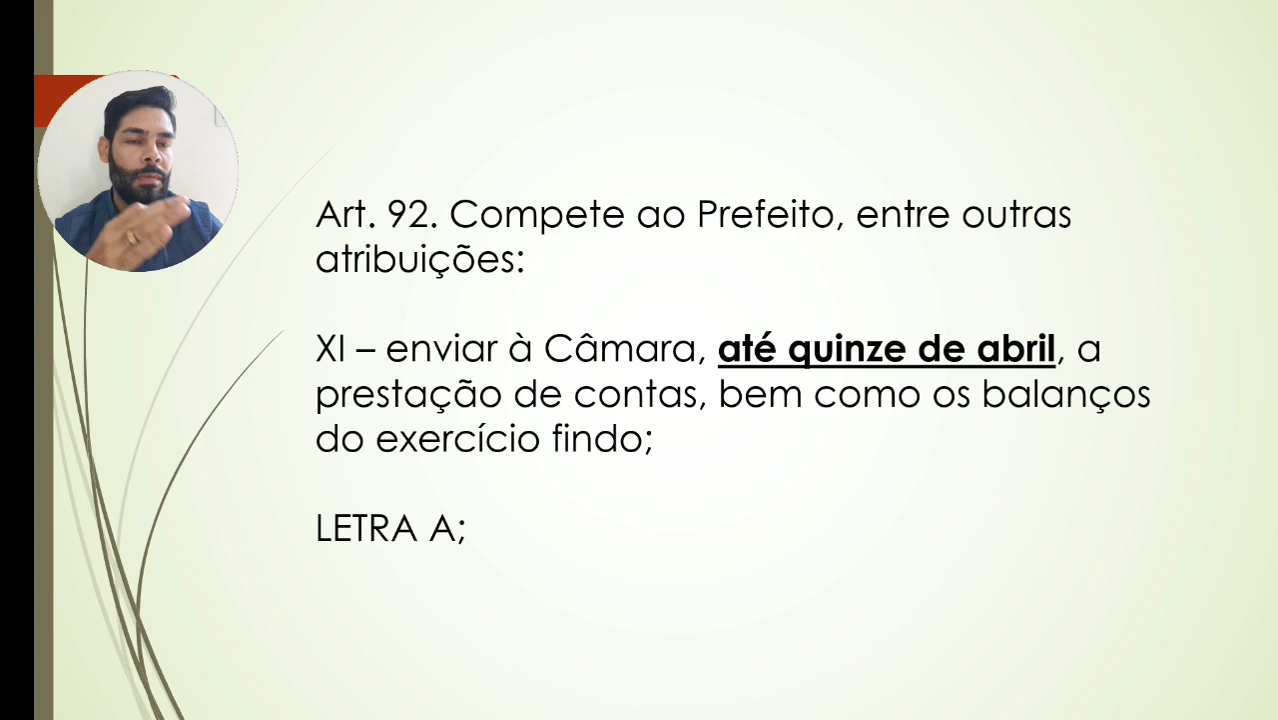 Art. 92. Compete ao Prefeito, entre outras
atribuições:
XI – enviar à Câmara, até quinze de abril, a
prestação de contas, bem como os balanços
do exercício findo;
LETRA A;